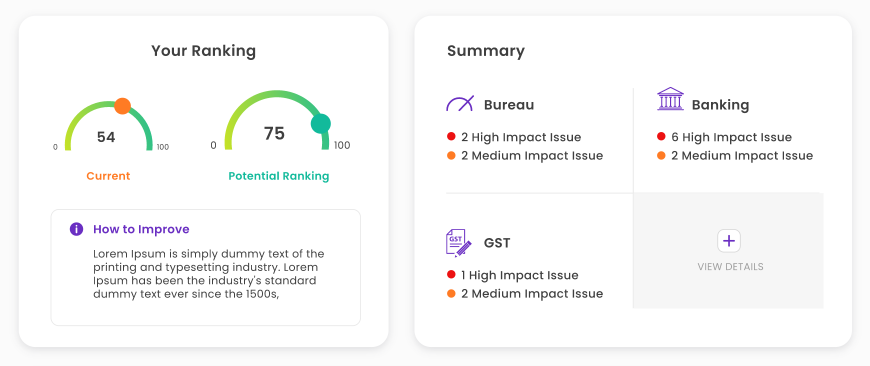 Your Ranking
54
0
100
Current
75
0
100
Potential Ranking
How to Improve
Lorem Ipsum is simply dummy text of the
printing and typesetting industry. Lorem
Ipsum has been the industry's standard
dummy text ever since the 1500s,
Summary
Bureau
2 High Impact Issue
2 Medium Impact Issue
Banking
6 High Impact Issue
2 Medium Impact Issue
GST
GST
1 High Impact Issue
2 Medium Impact Issue
VIEW DETAILS